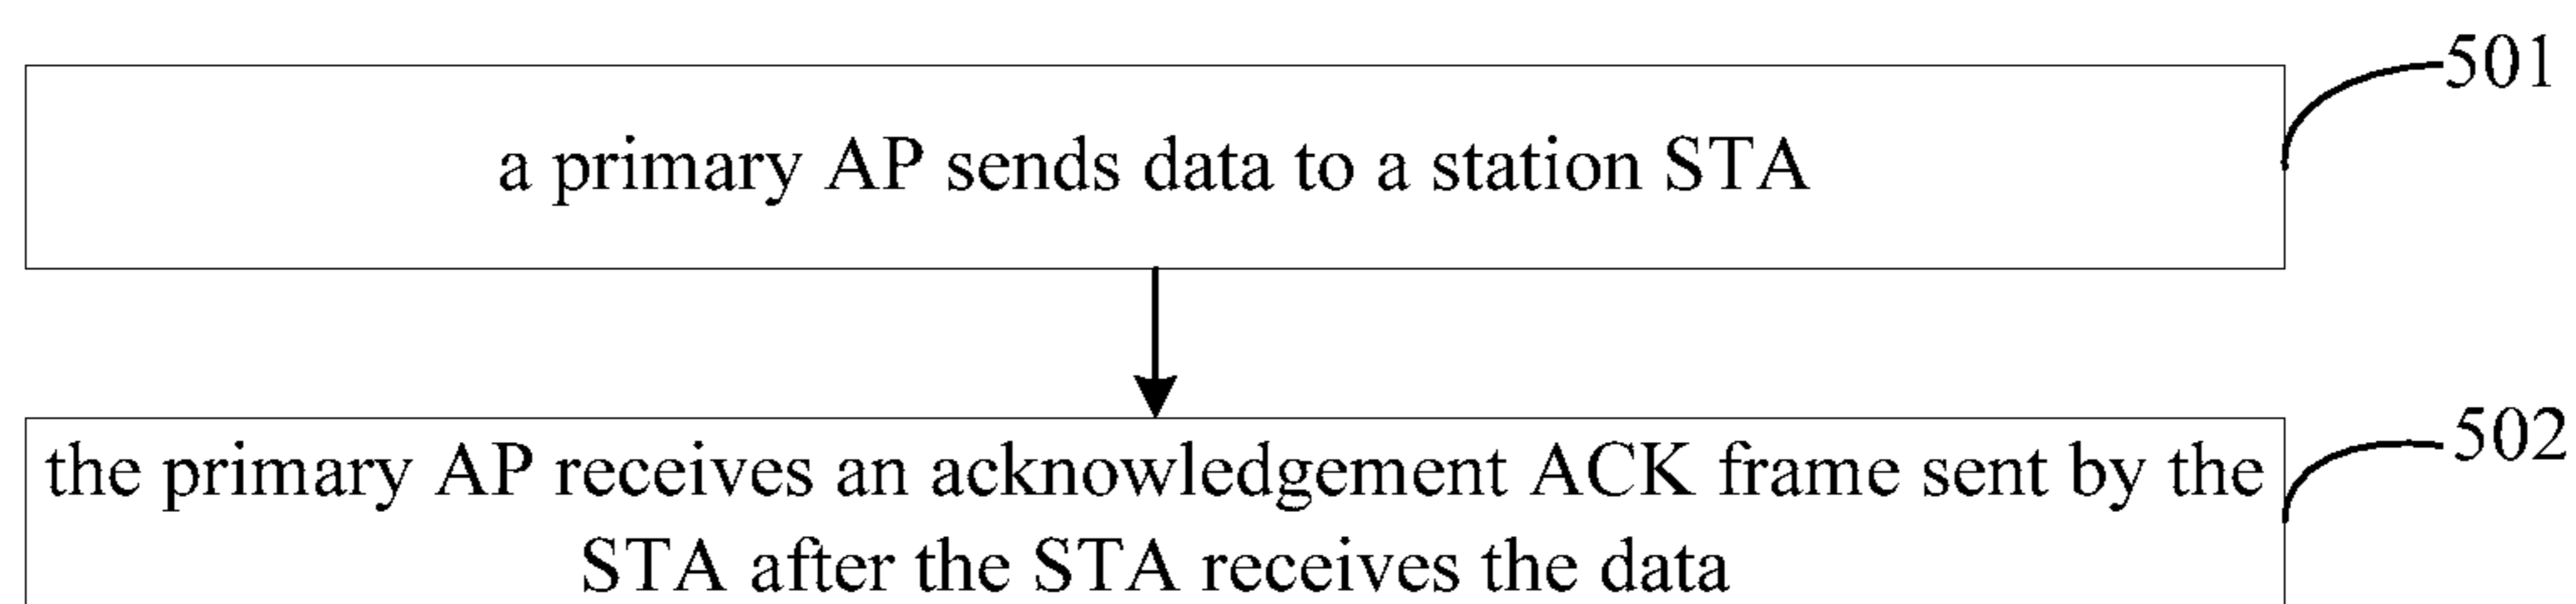 501
a primary AP sends data to a station STA
502
the primary AP receives an acknowledgement ACK frame sent by the
STA after the STA receives the data